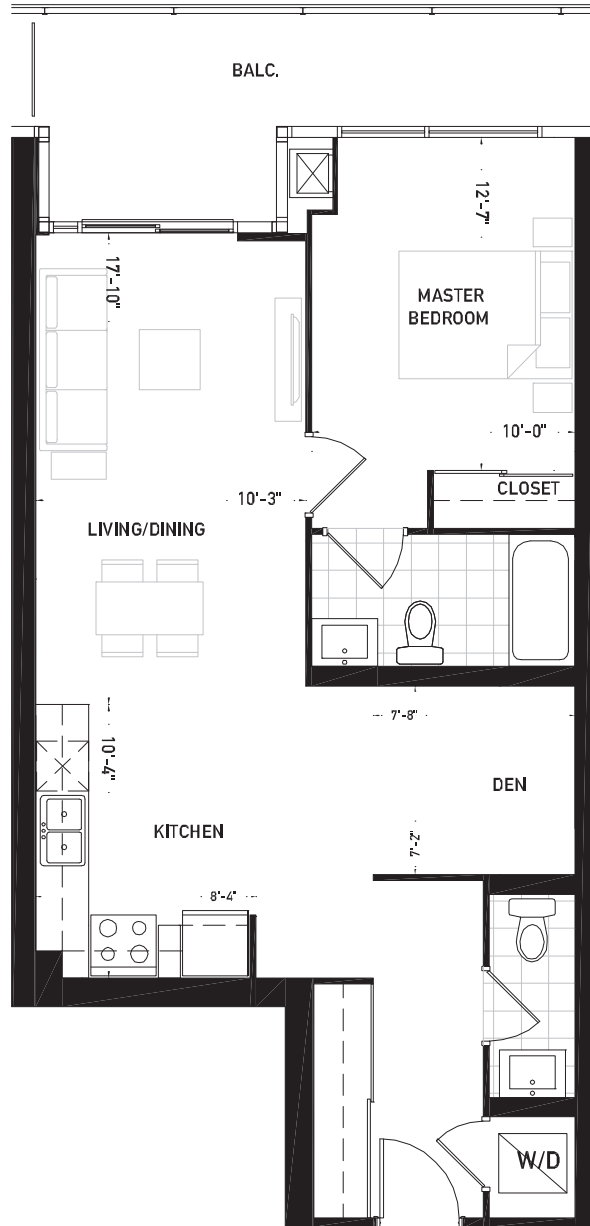 BALC.
12'-7"
17'-10"
MASTER
BEDROOM
10'-0"
CLOSET
10'-3"
LIVING/DINING
7'-8"
10'-4"
DEN
KITCHEN
7'-2"
8'-4"
W/D